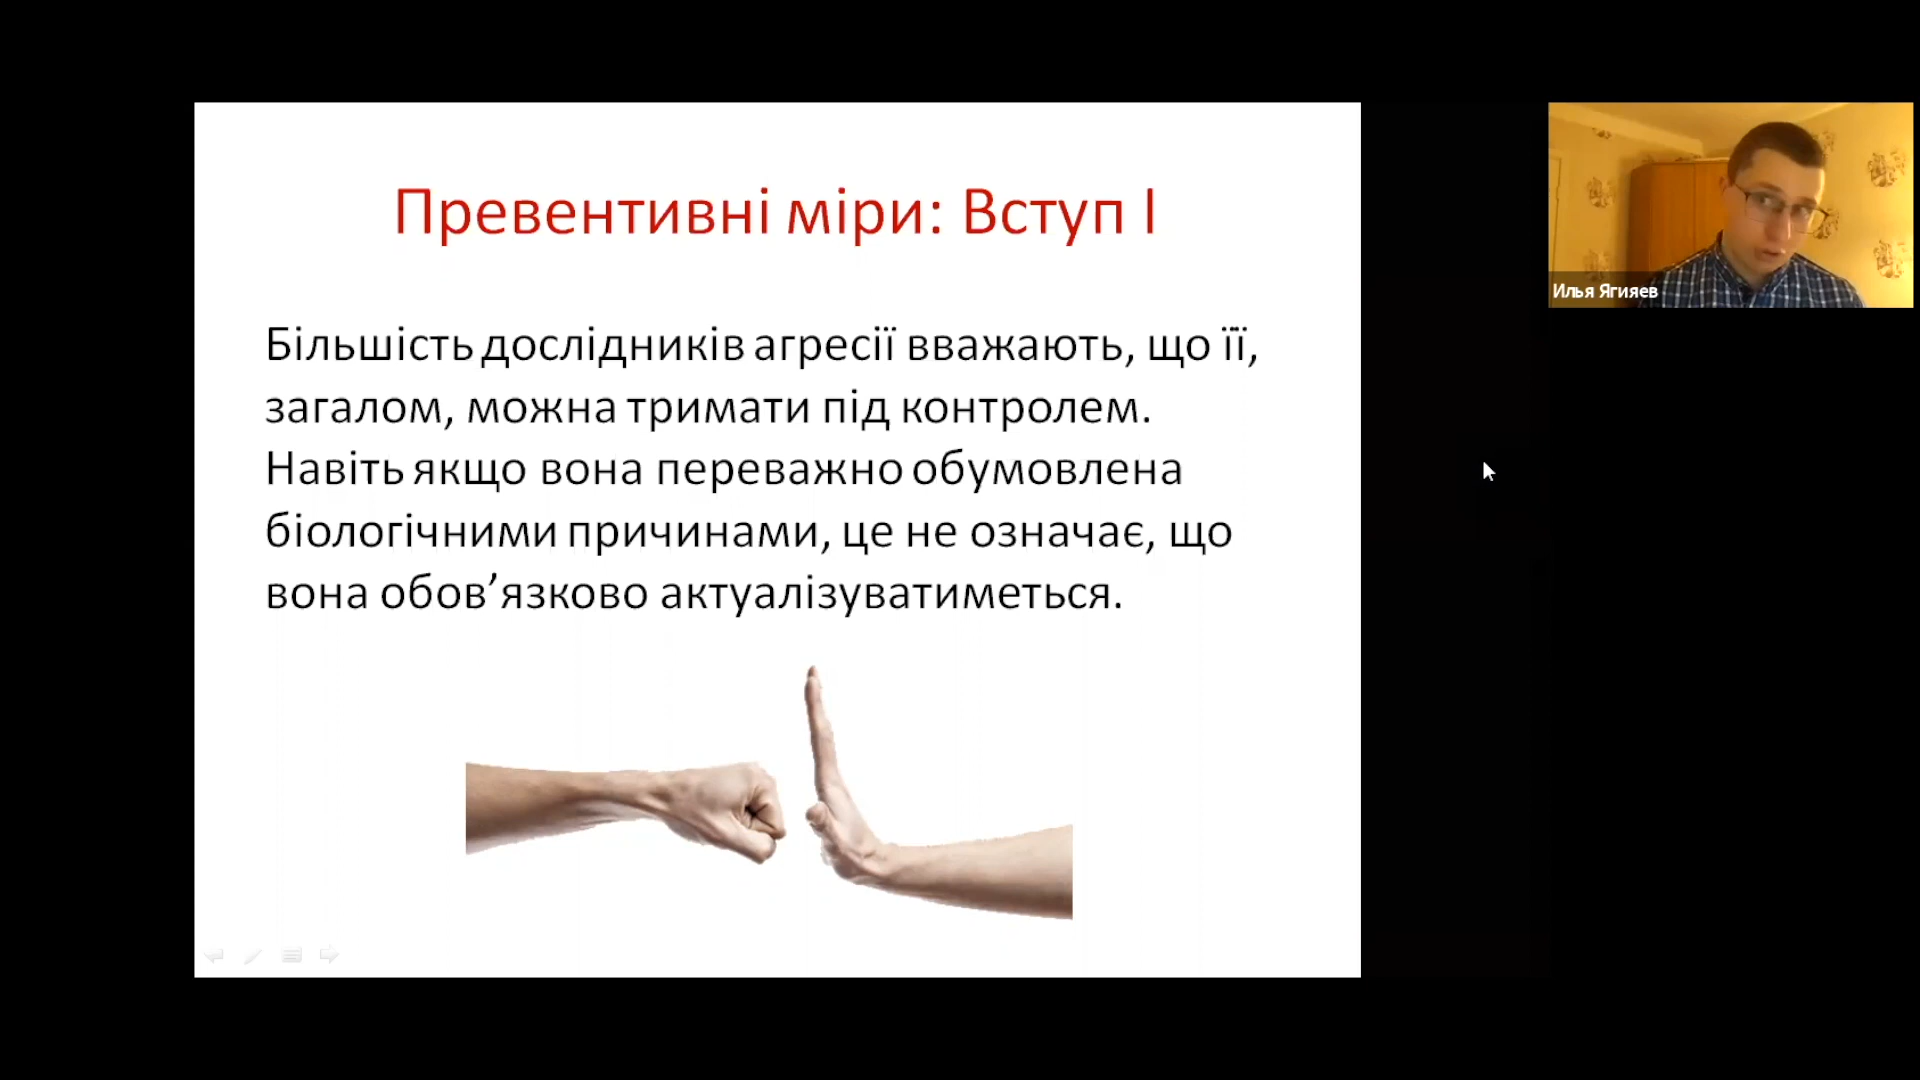 Превентивні міри: Вступ І
Більшість дослідників агресії вважають, що її,
загалом, можна тримати під контролем.
Навіть якщо вона переважно обумовлена
біологічними причинами, це не означає, що
вона обов’язково актуалізуватиметься.
Илья Ягияев